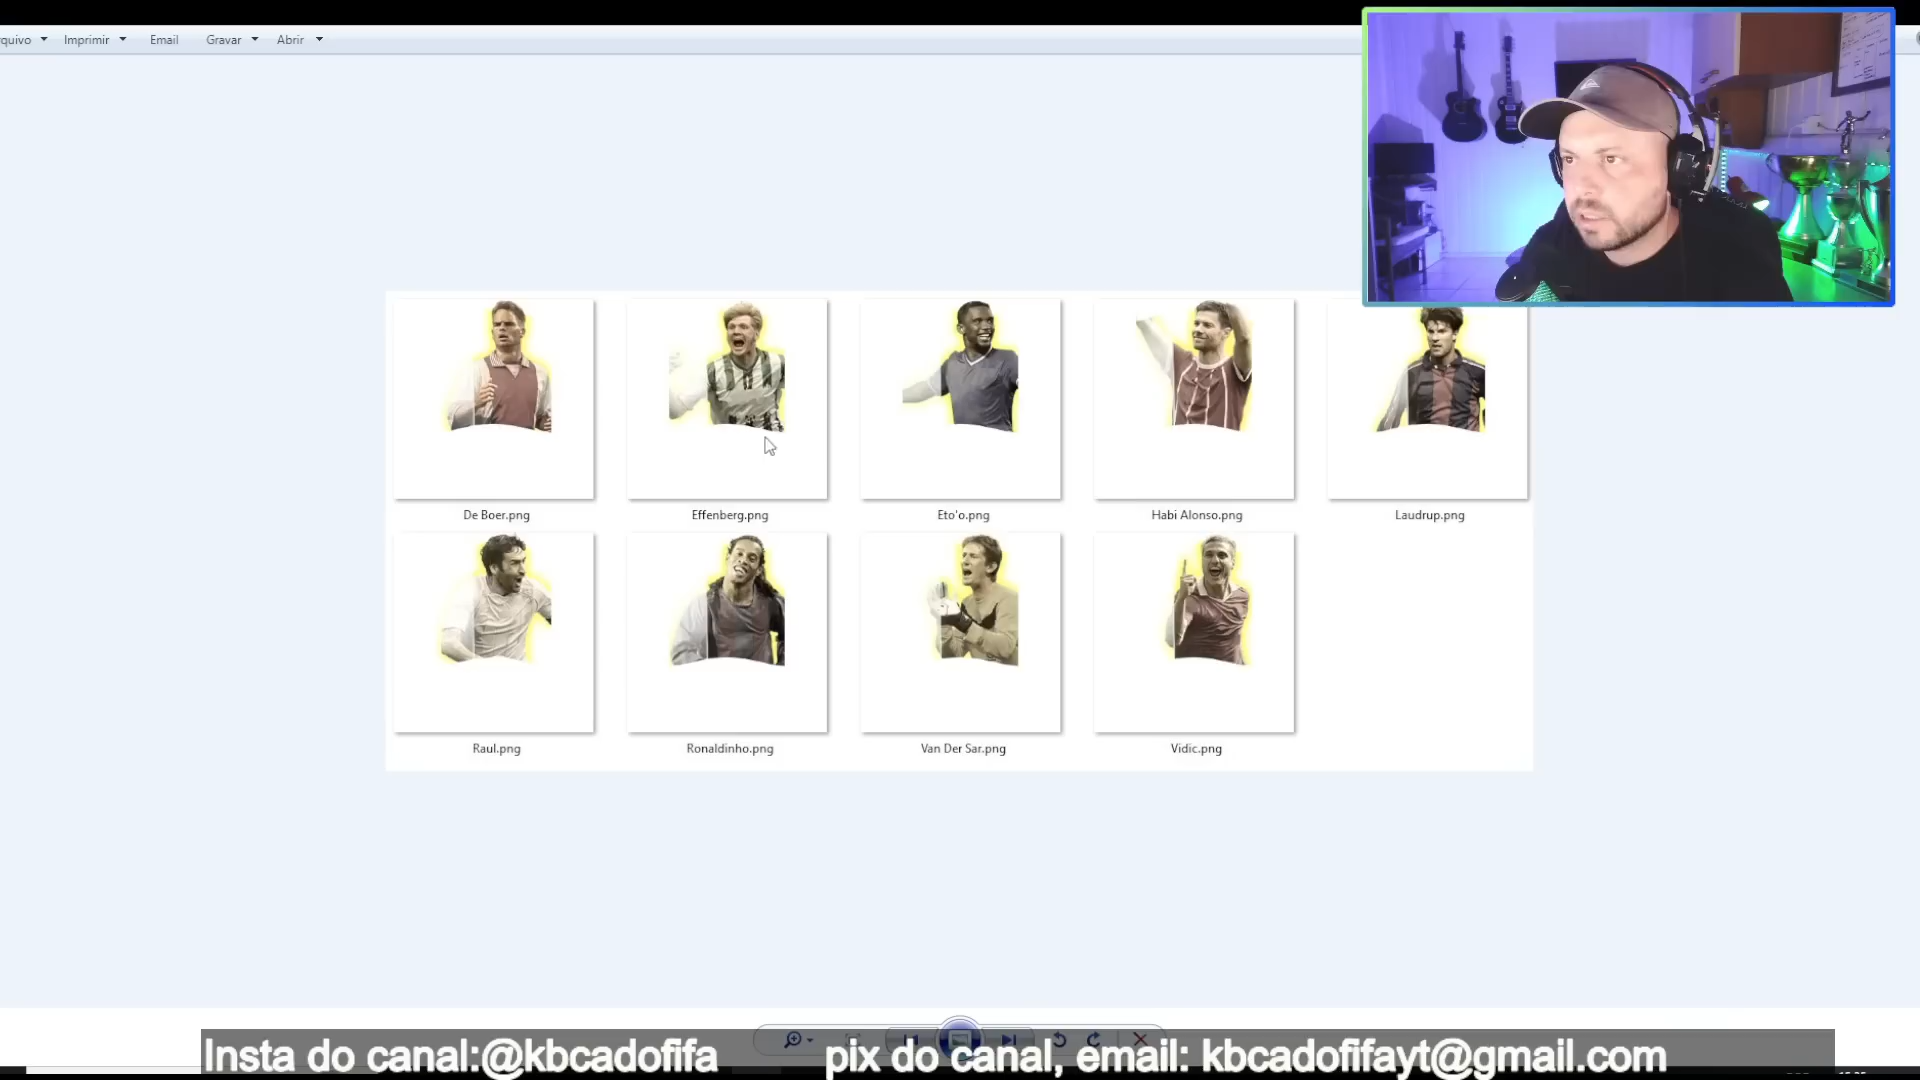 quivo Imprimir Email Gravar Abrir
De Boer.png Effenberg.png Eto'o.png Habi Alonso.png Laudrup.png
Raul.png Ronaldinho.png Van Der Sar.png Vidic.png
Insta do canal:@kbcadofifa pix do canal, email: kbcadofifayt@gmail.com